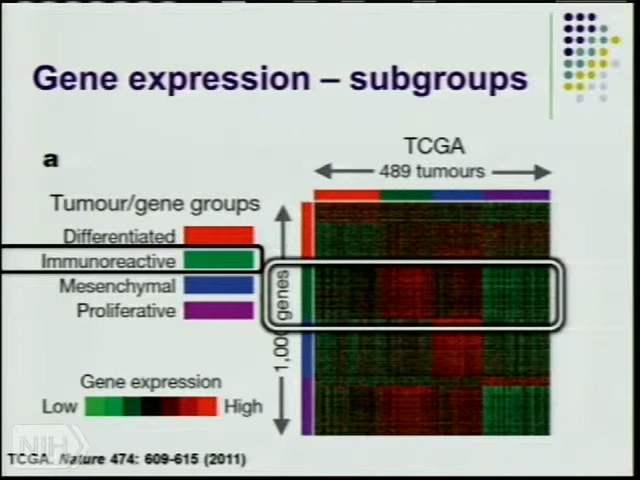 Gene expression – subgroups
a
TCGA
489 tumours
Tumour/gene groups
Differentiated
Immunoreactive
Mesenchymal
Proliferative
1,000 genes
Gene expression
Low
High
NIH
TCGA. Nature 474: 609-615 (2011)